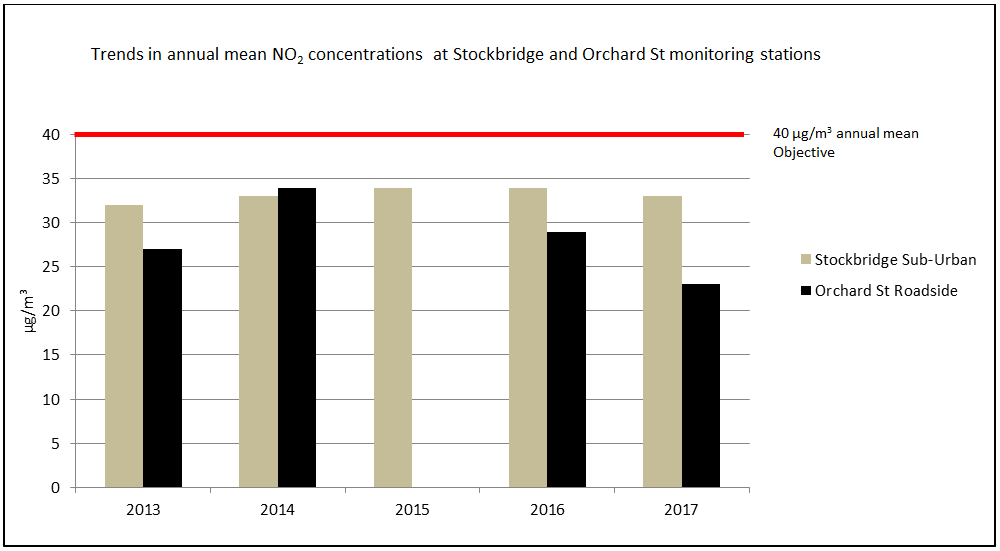 Trends in annual mean NO₂ concentrations at Stockbridge and Orchard St monitoring stations
40
35
30
25
20
15
10
5
0
µg/m³
2013 2014 2015 2016 2017
40 µg/m³ annual mean
Objective
Stockbridge Sub-Urban
Orchard St Roadside